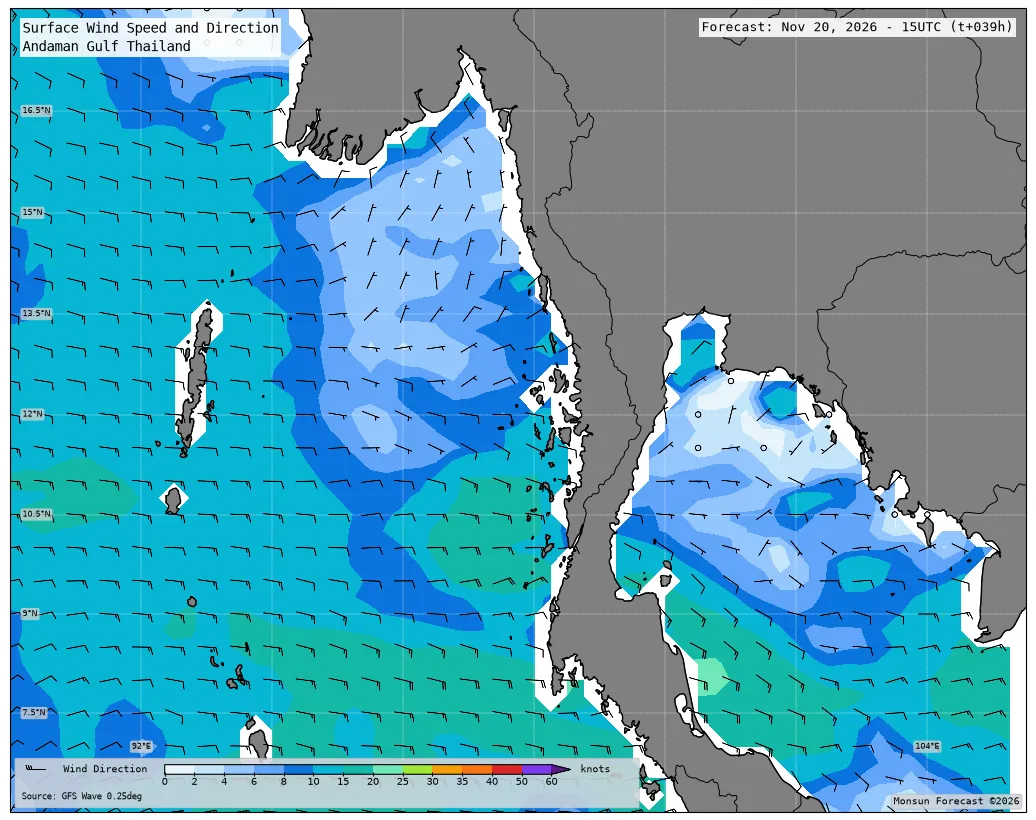 Surface Wind Speed and Direction
Andaman Gulf Thailand
Forecast: Nov 20, 2026 - 15UTC (t+039h)
16.5°N
15°N
13.5°N
12°N
10.5°N
9°N
7.5°N
92°E
104°E
Wind Direction
knots
0 2 4 6 8 10 15 20 25 30 35 40 50 60
Source: GFS Wave 0.25deg
Monsun Forecast ©2026